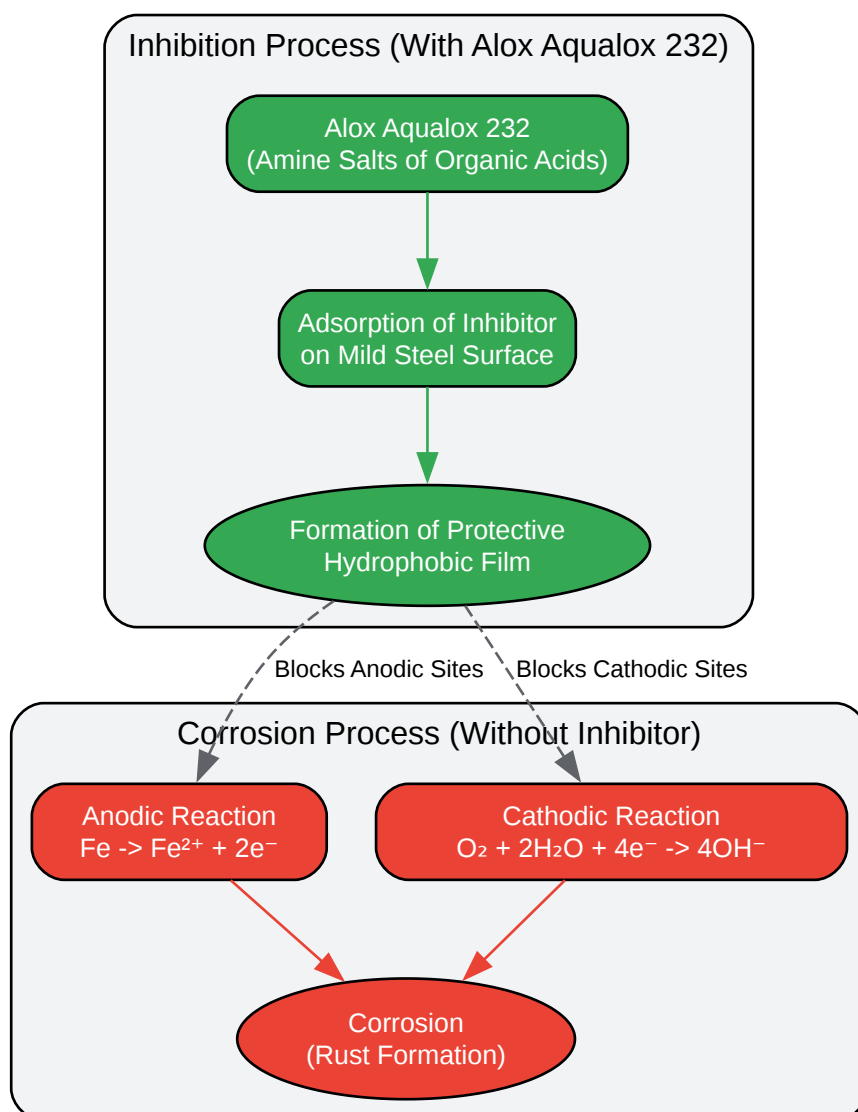 Inhibition Process (With Alox Aqualox 232)
Alox Aqualox 232
(Amine Salts of Organic Acids)
Adsorption of Inhibitor
on Mild Steel Surface
Formation of Protective
Hydrophobic Film
Blocks Anodic Sites
Blocks Cathodic Sites
Corrosion Process (Without Inhibitor)
Anodic Reaction
Fe -> Fe²⁺ + 2e⁻
Cathodic Reaction
O₂ + 2H₂O + 4e⁻ -> 4OH⁻
Corrosion
(Rust Formation)